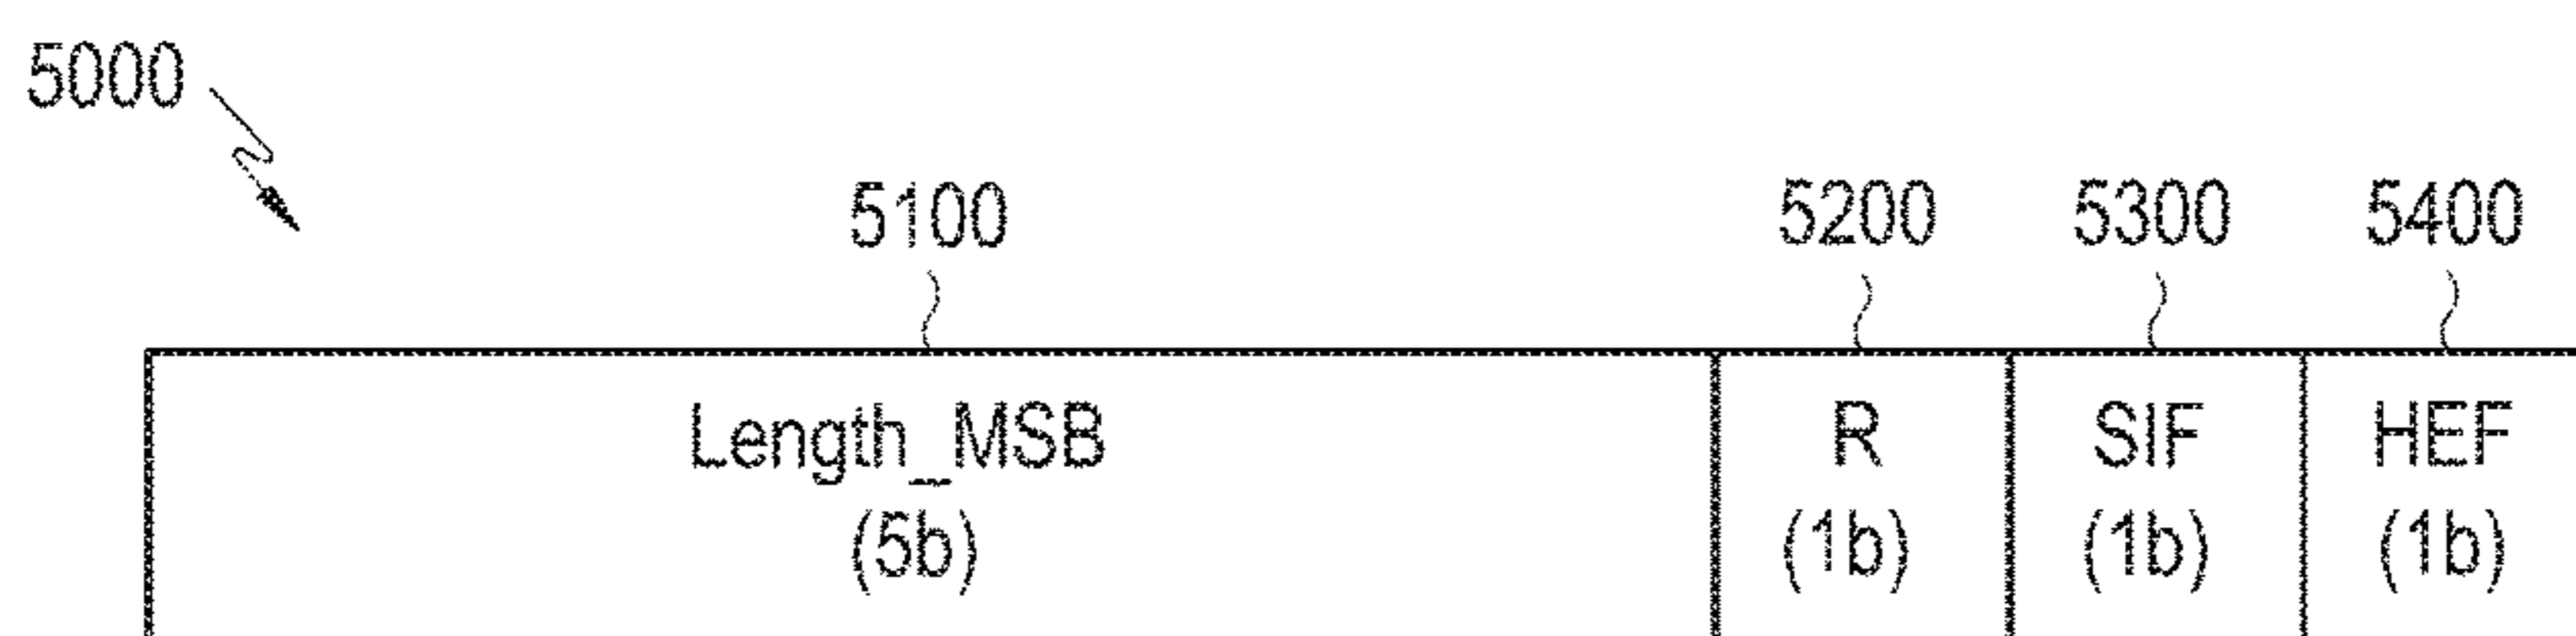 5000
5100 5200 5300 5400
Length_MSB R SIF HEF
(5b) (1b) (1b) (1b)